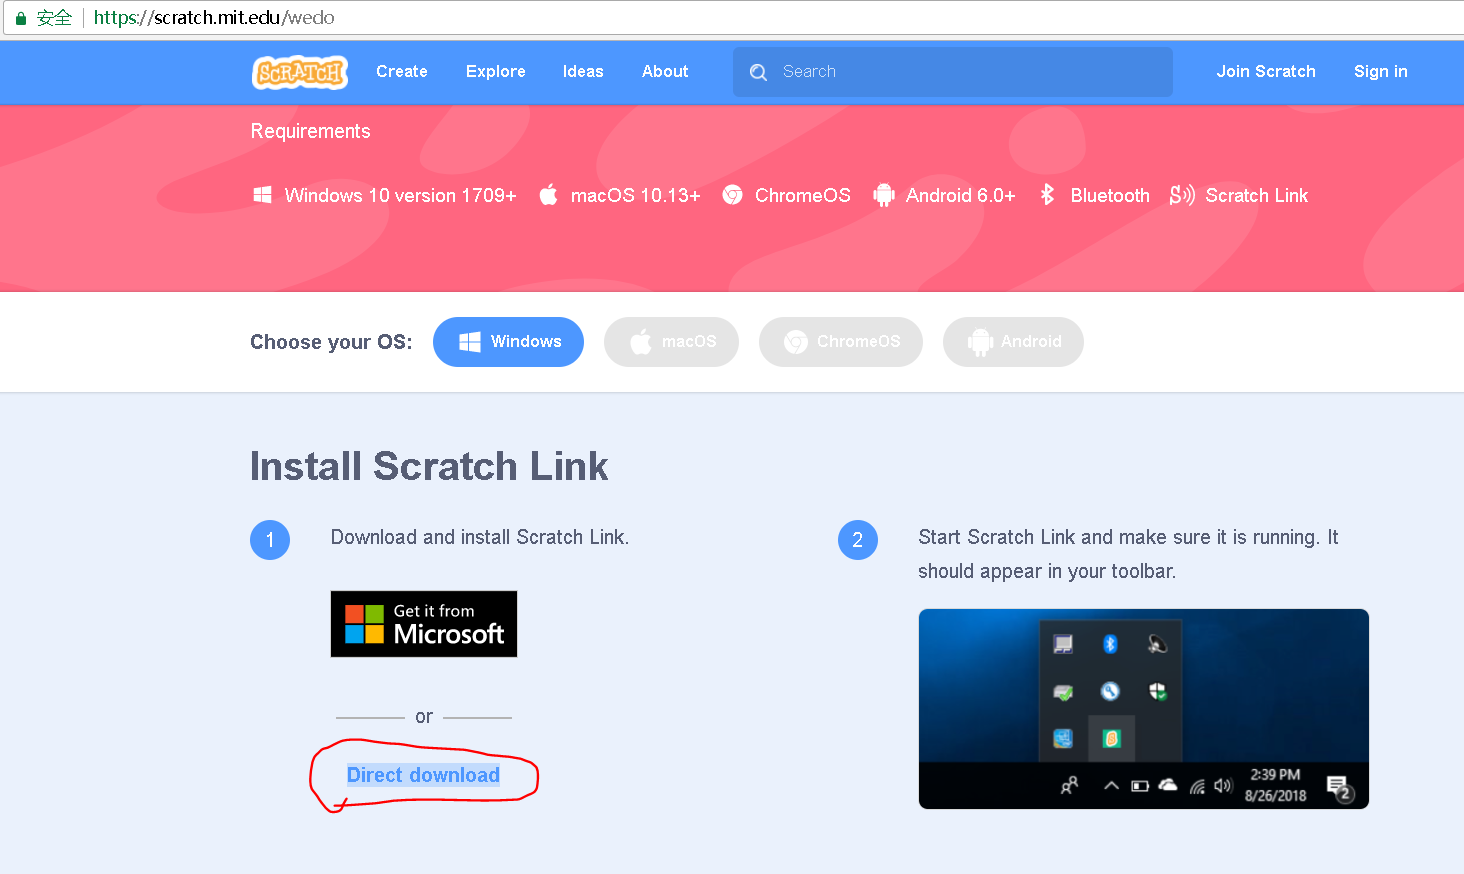 安全 https://scratch.mit.edu/wedo
SCRATCH Create Explore Ideas About Search Join Scratch Sign in
Requirements
Windows 10 version 1709+ macOS 10.13+ ChromeOS Android 6.0+ Bluetooth Scratch Link
Choose your OS: Windows macOS ChromeOS Android
Install Scratch Link
1 Download and install Scratch Link.
Get it from
Microsoft
or
Direct download
2 Start Scratch Link and make sure it is running. It
should appear in your toolbar.
2:39 PM
8/26/2018
2